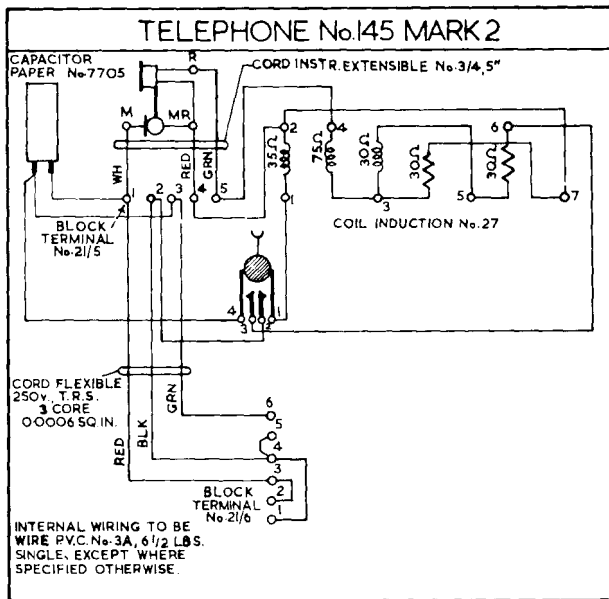 TELEPHONE No.145 MARK 2
CAPACITOR
PAPER No.7705
R
CORD INSTR. EXTENSIBLE No.3/4,5"
M
MR
WH
RED
GRN
1
2
3
4
5
BLOCK
TERMINAL
No.21/5
2
4
6
35Ω
75Ω
30Ω
30Ω
30Ω
1
3
5
7
COIL INDUCTION No.27
4
3
2
1
CORD FLEXIBLE
250v., T.R.S.
3 CORE
0·0006 SQ.IN.
RED
BLK
GRN
6
5
4
3
2
1
BLOCK
TERMINAL
No.21/6
INTERNAL WIRING TO BE
WIRE P.V.C. No.3A, 6 1/2 LBS.
SINGLE, EXCEPT WHERE
SPECIFIED OTHERWISE.